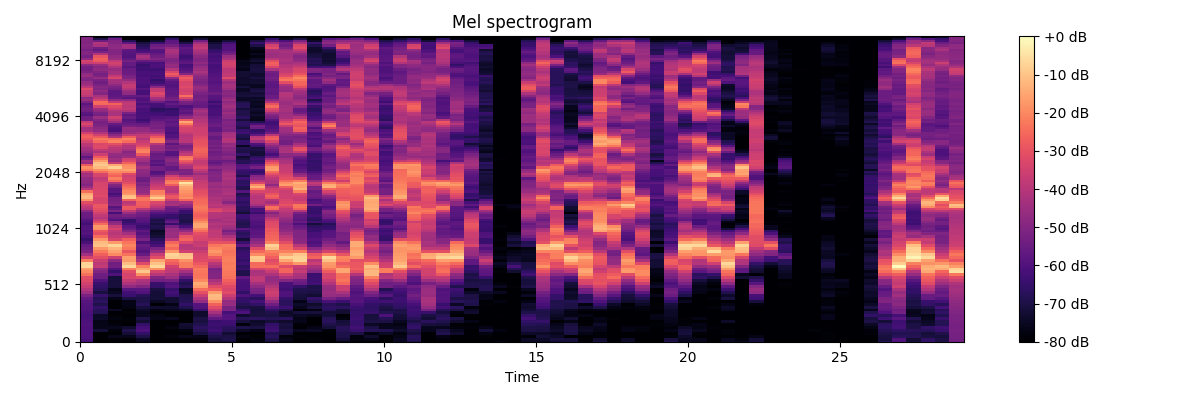 Mel spectrogram
+0 dB
8192
-10 dB
4096
-20 dB
-30 dB
2048
Hz
-40 dB
1024
-50 dB
512
-60 dB
-70 dB
0
-80 dB
0 5 10 15 20 25
Time